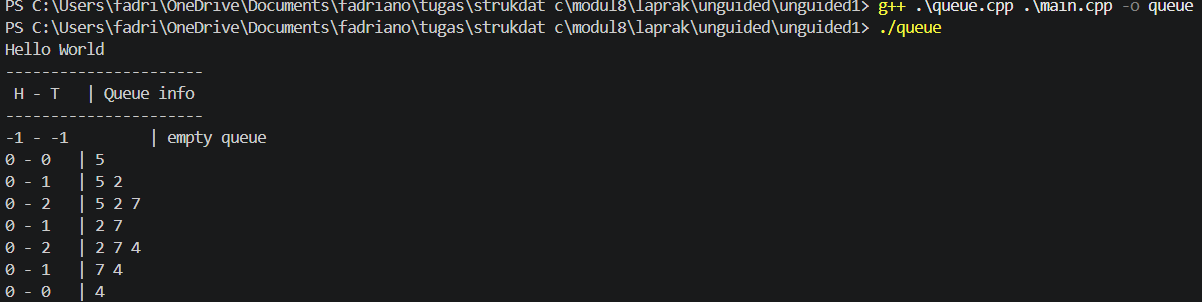 PS C:\Users\fadri\OneDrive\Documents\fadriano\tugas\strukdat c\modul8\laprak\unguided\unguided1> g++ .\queue.cpp .\main.cpp -o queue
PS C:\Users\fadri\OneDrive\Documents\fadriano\tugas\strukdat c\modul8\laprak\unguided\unguided1> ./queue
Hello World
----------------------
 H - T   | Queue info
----------------------
-1 - -1         | empty queue
0 - 0   | 5
0 - 1   | 5 2
0 - 2   | 5 2 7
0 - 1   | 2 7
0 - 2   | 2 7 4
0 - 1   | 7 4
0 - 0   | 4